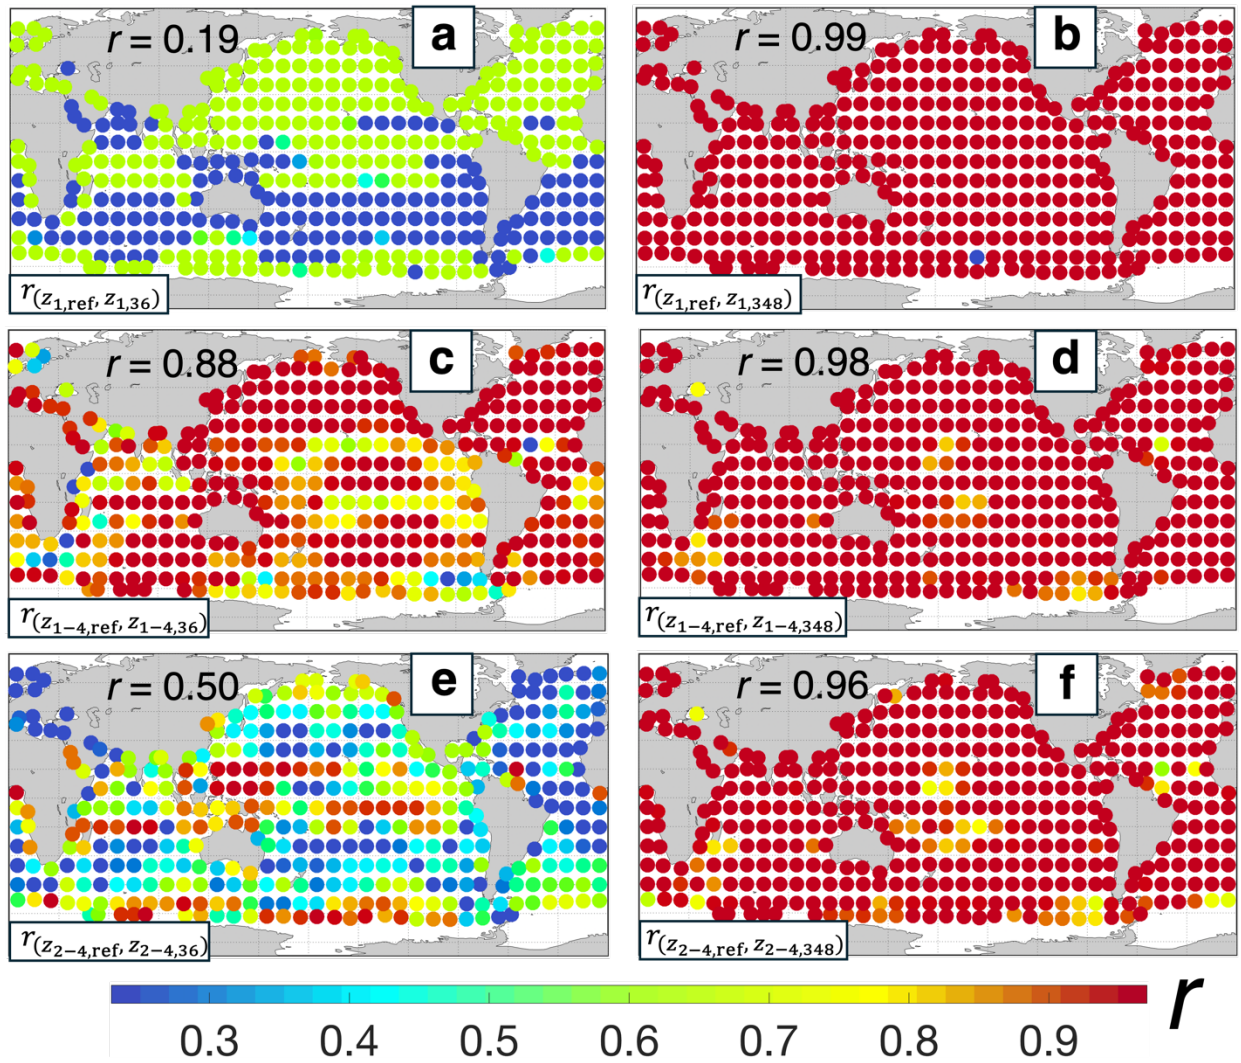 r = 0.19
a
r(z1,ref, z1,36)
r = 0.99
b
r(z1,ref, z1,348)
r = 0.88
c
r(z1−4,ref, z1−4,36)
r = 0.98
d
r(z1−4,ref, z1−4,348)
r = 0.50
e
r(z2−4,ref, z2−4,36)
r = 0.96
f
r(z2−4,ref, z2−4,348)
0.3 0.4 0.5 0.6 0.7 0.8 0.9
r